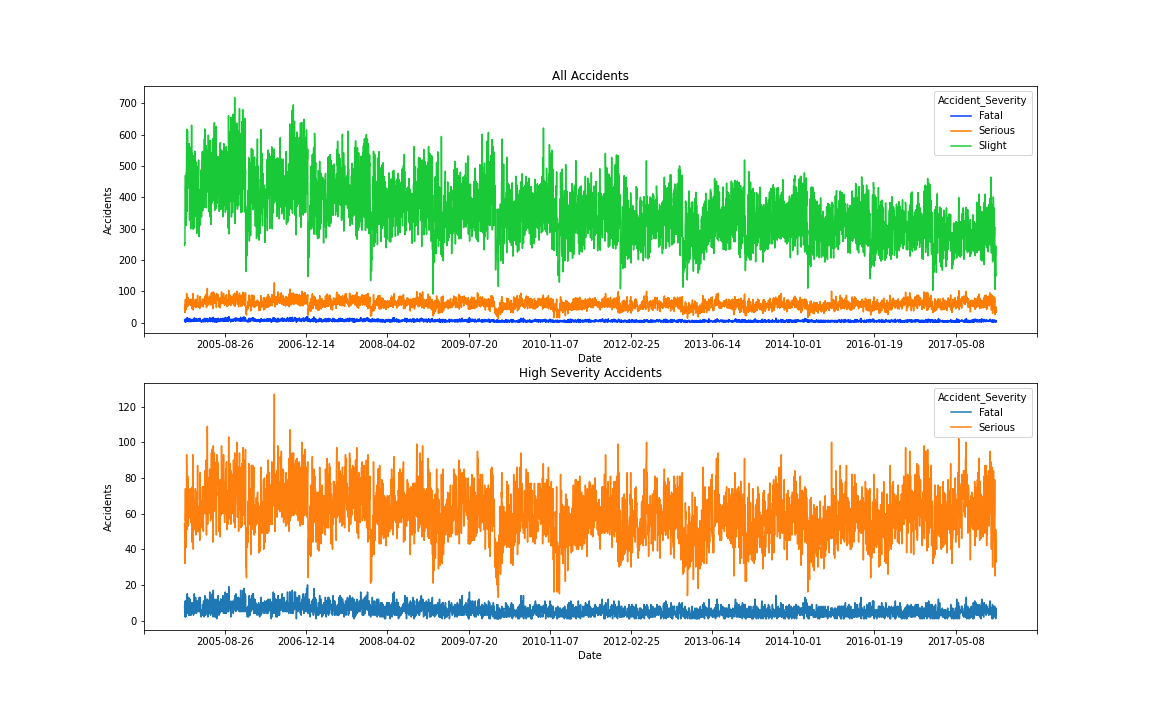 All Accidents
Accident_Severity
Fatal
Serious
Slight
700
600
500
400
300
200
100
0
Accidents
2005-08-26 2006-12-14 2008-04-02 2009-07-20 2010-11-07 2012-02-25 2013-06-14 2014-10-01 2016-01-19 2017-05-08
Date
High Severity Accidents
Accident_Severity
Fatal
Serious
120
100
80
60
40
20
0
Accidents
2005-08-26 2006-12-14 2008-04-02 2009-07-20 2010-11-07 2012-02-25 2013-06-14 2014-10-01 2016-01-19 2017-05-08
Date